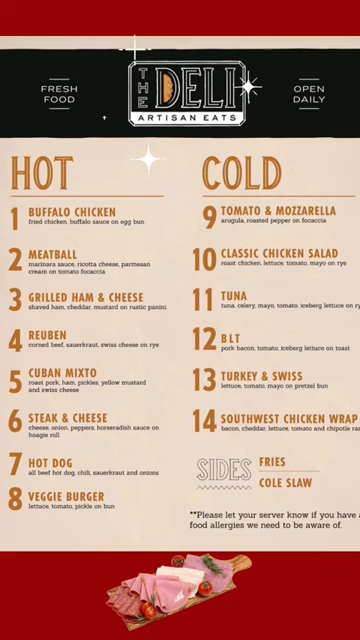 FRESH
FOOD
THE DELI
ARTISAN EATS
OPEN
DAILY
HOT
1 BUFFALO CHICKEN
fried chicken, buffalo sauce on egg bun
2 MEATBALL
marinara sauce, ricotta cheese, parmesan
cream on tomato focaccia
3 GRILLED HAM & CHEESE
shaved ham, cheddar, mustard on rustic panini
4 REUBEN
corned beef, sauerkraut, swiss cheese on rye
5 CUBAN MIXTO
roast pork, ham, pickles, yellow mustard
and swiss cheese
6 STEAK & CHEESE
cheese, onion, peppers, horseradish sauce on
hoagie roll
7 HOT DOG
all beef hot dog, chili, sauerkraut and onions
8 VEGGIE BURGER
lettuce, tomato, pickle on bun
COLD
9 TOMATO & MOZZARELLA
arugula, roasted pepper on focaccia
10 CLASSIC CHICKEN SALAD
roast chicken, lettuce, tomato, mayo on rye
11 TUNA
tuna, celery, mayo, tomato, iceberg lettuce on
12 BLT
pork bacon, tomato, iceberg lettuce on toast
13 TURKEY & SWISS
lettuce, tomato, mayo on pretzel bun
14 SOUTHWEST CHICKEN WRAP
bacon, cheddar, lettuce, tomato and chipotle
SIDES
FRIES
COLE SLAW
**Please let your server know if you have
food allergies we need to be aware of.